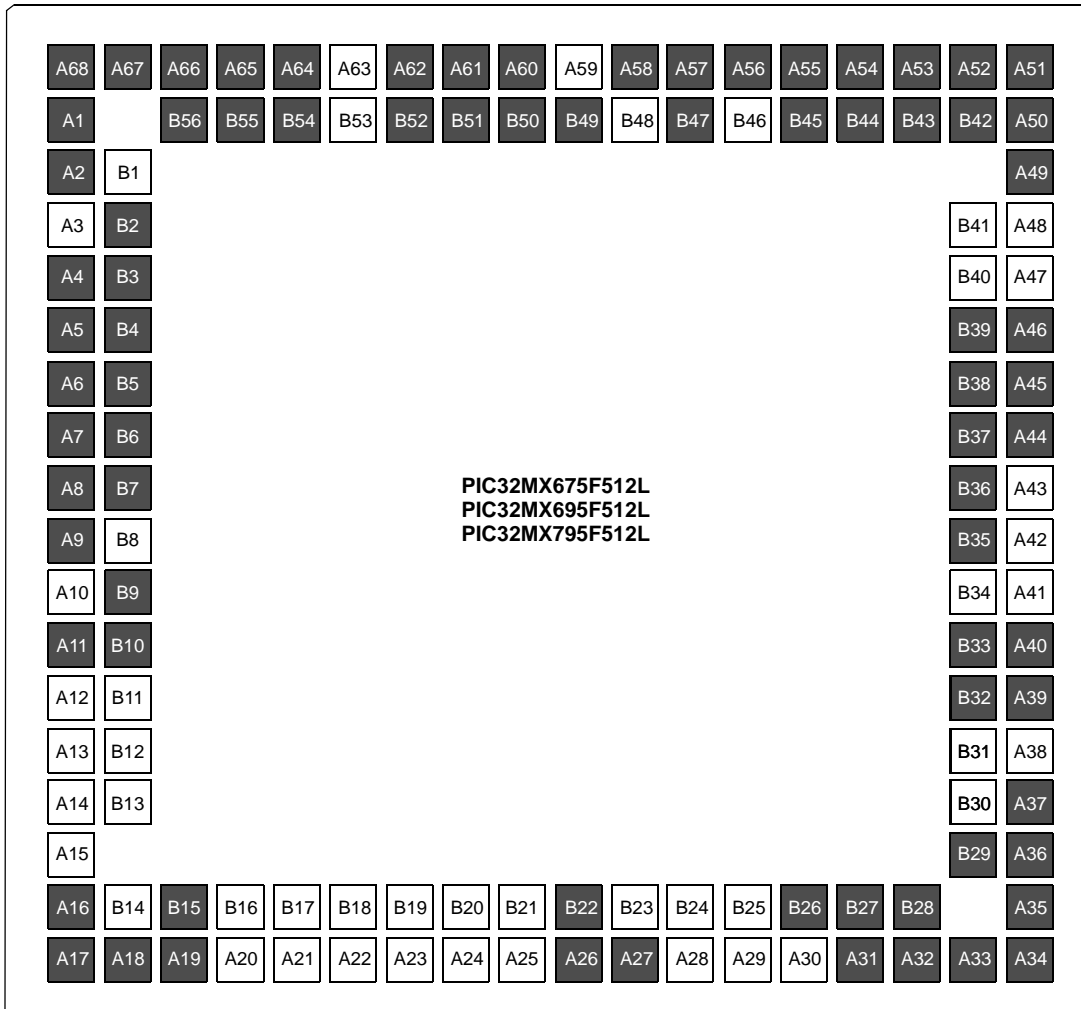 A68 A67 A66 A65 A64 A63 A62 A61 A60 A59 A58 A57 A56 A55 A54 A53 A52 A51
A1 B56 B55 B54 B53 B52 B51 B50 B49 B48 B47 B46 B45 B44 B43 B42 A50
A2 B1 A49
A3 B2 B41 A48
A4 B3 B40 A47
A5 B4 B39 A46
A6 B5 B38 A45
A7 B6 B37 A44
A8 B7 B36 A43
PIC32MX675F512L
PIC32MX695F512L
PIC32MX795F512L
A9 B8 B35 A42
A10 B9 B34 A41
A11 B10 B33 A40
A12 B11 B32 A39
A13 B12 B31 A38
A14 B13 B30 A37
A15 B29 A36
A16 B14 B15 B16 B17 B18 B19 B20 B21 B22 B23 B24 B25 B26 B27 B28 A35
A17 A18 A19 A20 A21 A22 A23 A24 A25 A26 A27 A28 A29 A30 A31 A32 A33 A34